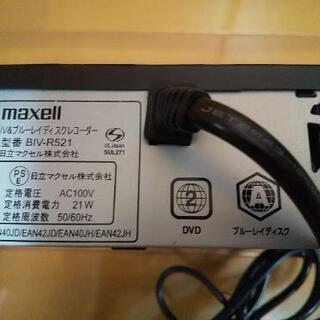 maxell
iV&ブルーレイディスクレコーダー
型番 BIV-R521
日立マクセル株式会社
S
UL Japan
SUL271
PS
E
日立マクセル株式会社
定格電圧 AC100V
定格消費電力 21W
定格周波数 50/60Hz
N40JD/EAN42JD/EAN40JH/EAN42JH
2
DVD
A
ブルーレイディスク